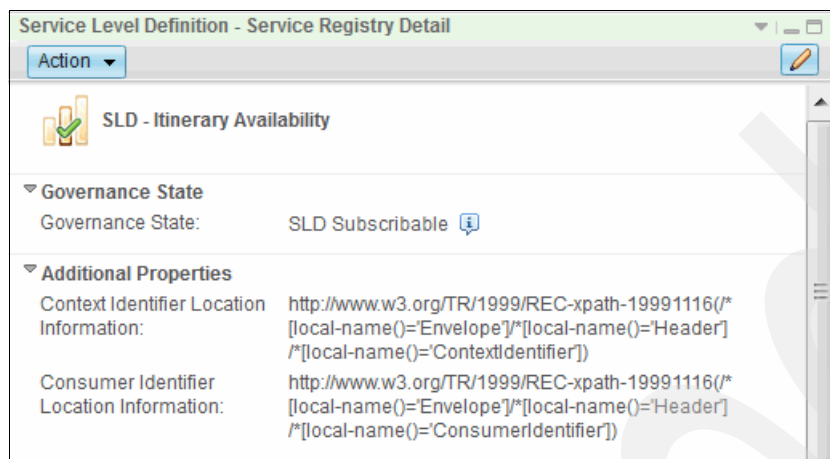 Service Level Definition - Service Registry Detail
Action
SLD - Itinerary Availability
Governance State
Governance State: SLD Subscribable
Additional Properties
Context Identifier Location http://www.w3.org/TR/1999/REC-xpath-19991116(/*
Information: [local-name()='Envelope']/*[local-name()='Header']
/*[local-name()='ContextIdentifier'])
Consumer Identifier http://www.w3.org/TR/1999/REC-xpath-19991116(/*
Location Information: [local-name()='Envelope']/*[local-name()='Header']
/*[local-name()='ConsumerIdentifier'])